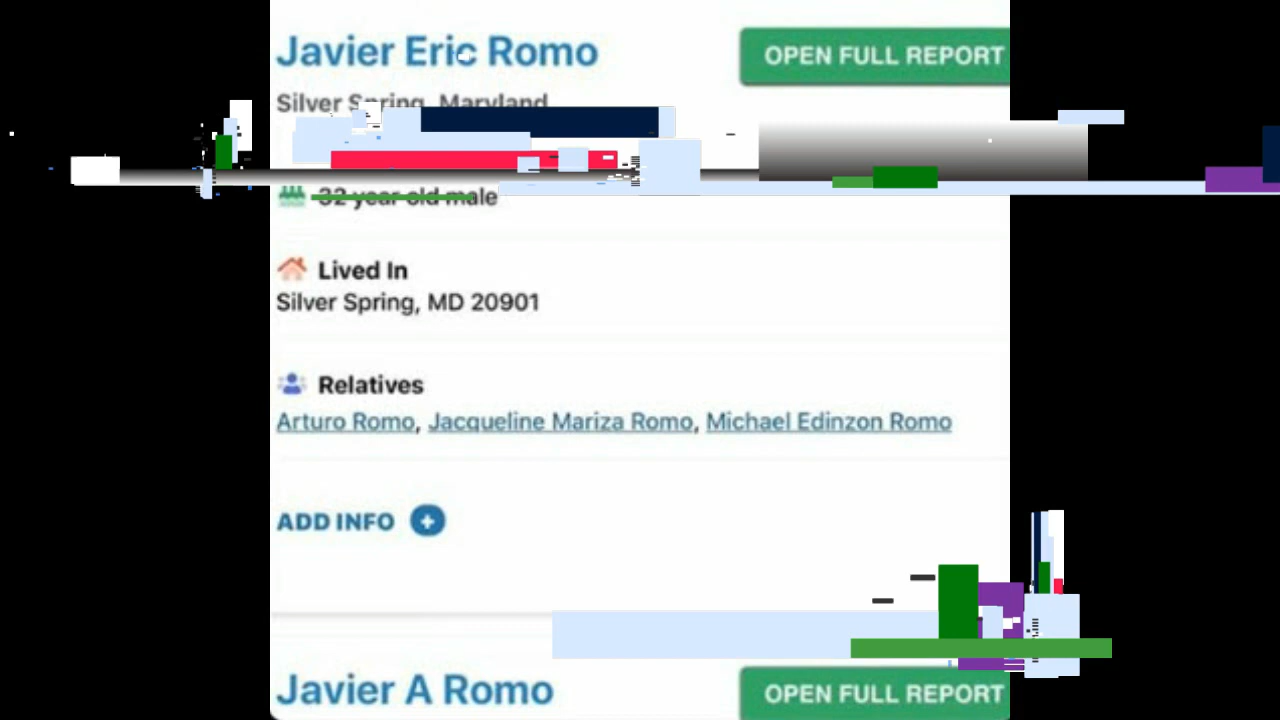 Javier Eric Romo
OPEN FULL REPORT
Silver Spring, Maryland
32 year old male
Lived In
Silver Spring, MD 20901
Relatives
Arturo Romo, Jacqueline Mariza Romo, Michael Edinzon Romo
ADD INFO
Javier A Romo
OPEN FULL REPORT